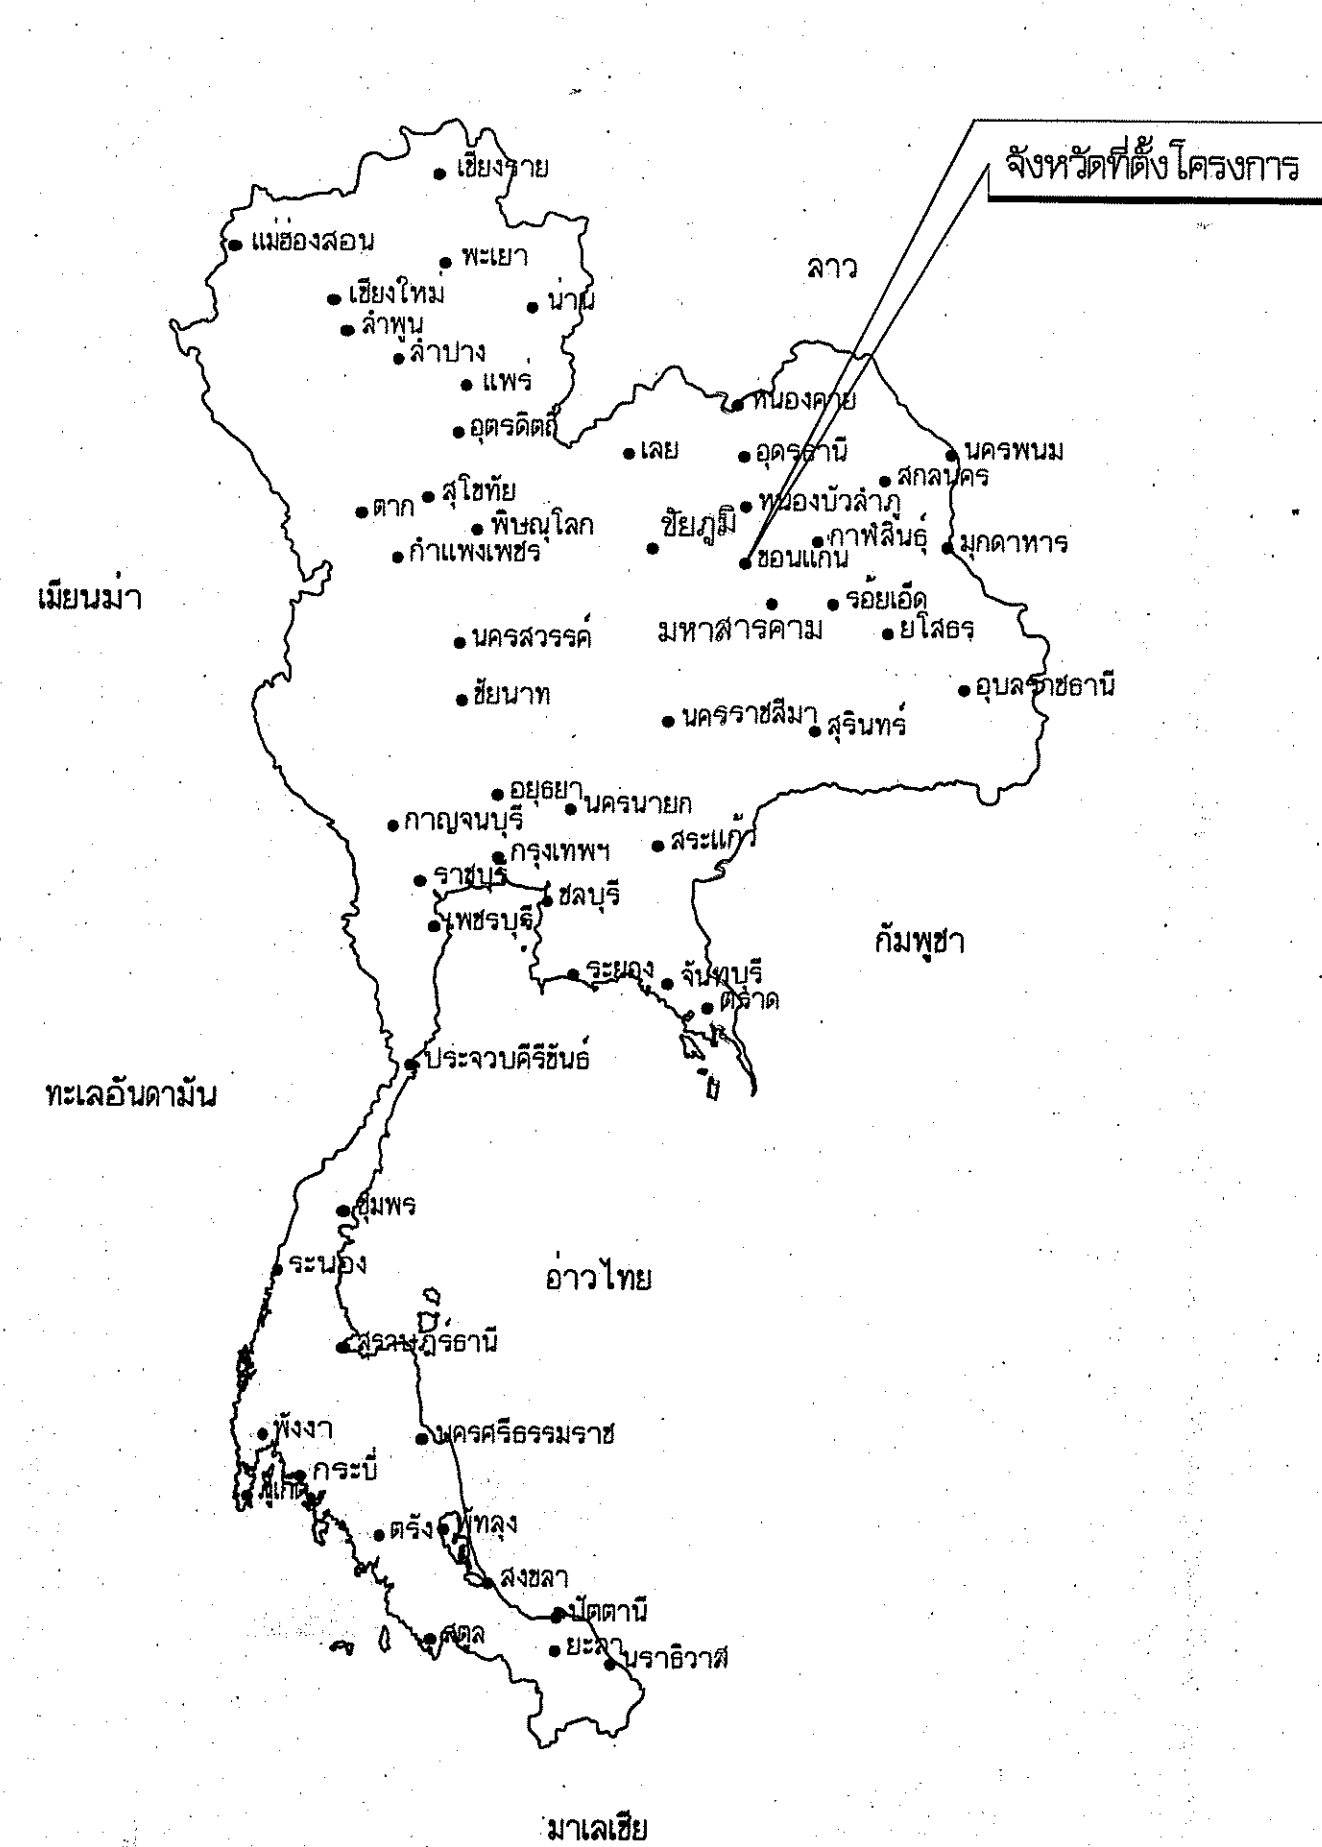 จังหวัดที่ตั้งโครงการ
เชียงราย
แม่ฮ่องสอน
พะเยา
ลาว
เชียงใหม่
น่าน
ลำพูน
ลำปาง
แพร่
หนองคาย
อุตรดิตถ์
เลย
อุดรธานี
นครพนม
สกลนคร
สุโขทัย
ตาก
หนองบัวลำภู
ชัยภูมิ
พิษณุโลก
กาฬสินธุ์
มุกดาหาร
กำแพงเพชร
ขอนแก่น
เมียนม่า
รอ้ยเอ็ด
มหาสารคาม
ยโสธร
นครสวรรค์
อุบลราชธานี
ชัยนาท
นครราชสีมา
สุรินทร์
อยุธยา
นครนายก
กาญจนบุรี
สระแก้ว
กรุงเทพฯ
ราชบุรี
ชลบุรี
เพชรบุรี
กัมพูชา
ระยอง
จันทบุรี
ตราด
ประจวบคีรีขันธ์
ทะเลอันดามัน
ชุมพร
ระนอง
อ่าวไทย
สุราษฎร์ธานี
พังงา
นครศรีธรรมราช
กระบี่
ภูเก็ต
ตรัง
พัทลุง
สงขลา
ปัตตานี
สตูล
ยะลา
นราธิวาส
มาเลเซีย